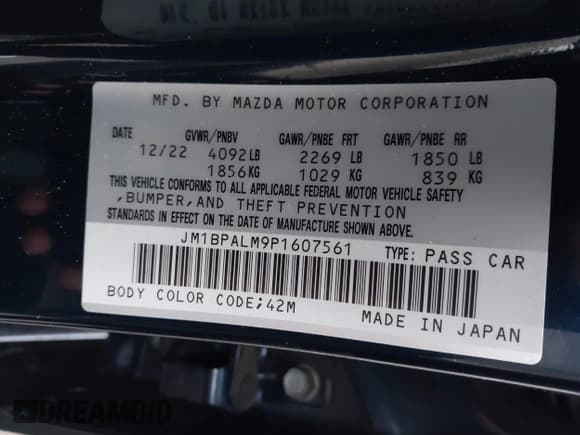 MFD. BY MAZDA MOTOR CORPORATION
DATE GVWR/PNBV GAWR/PNBE FRT GAWR/PNBE RR
12/22 4092LB 2269 LB 1850 LB
1856KG 1029 KG 839 KG
THIS VEHICLE CONFORMS TO ALL APPLICABLE FEDERAL MOTOR VEHICLE SAFETY
,BUMPER,AND THEFT PREVENTION
STANDARDS IN EFFECT ON THE DATE OF MANUFACTURE SHOWN ABOVE.
JM1BPALM9P1607561 TYPE: PASS CAR
BODY COLOR CODE;42M
MADE IN JAPAN
DREAMBID